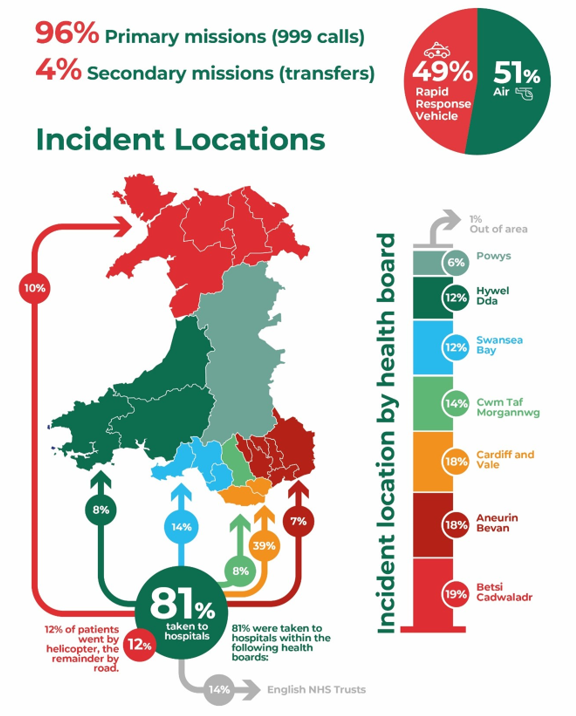 96% Primary missions (999 calls)
4% Secondary missions (transfers)
49%
Rapid
Response
Vehicle
51%
Air
Incident Locations
10%
8%
14%
8%
39%
7%
81%
taken to
hospitals
12% of patients
went by
helicopter, the
remainder by
road.
12%
81% were taken to
hospitals within the
following health
boards:
14%
English NHS Trusts
Incident location by health board
1%
Out of area
6%
Powys
12%
Hywel
Dda
12%
Swansea
Bay
14%
Cwm Taf
Morgannwg
18%
Cardiff and
Vale
18%
Aneurin
Bevan
19%
Betsi
Cadwaladr